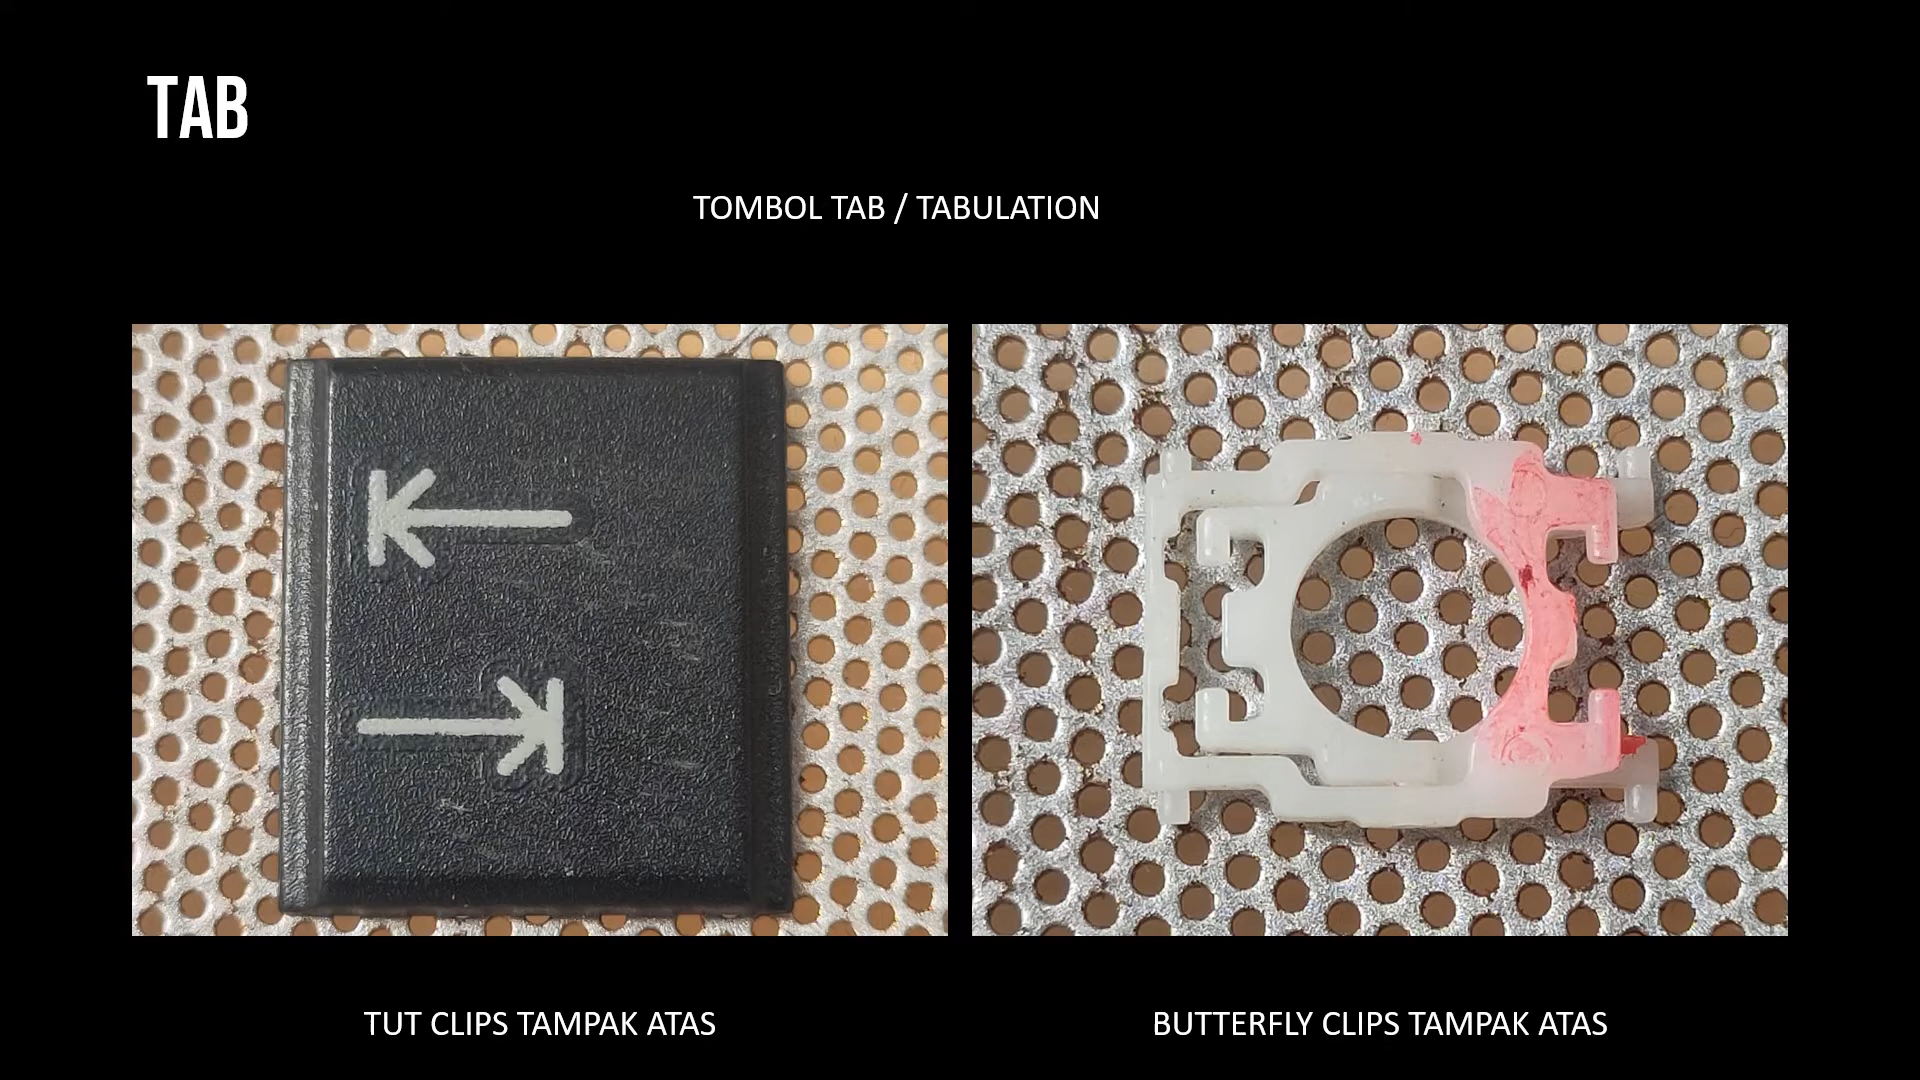 TAB
TOMBOL TAB / TABULATION
TUT CLIPS TAMPAK ATAS
BUTTERFLY CLIPS TAMPAK ATAS